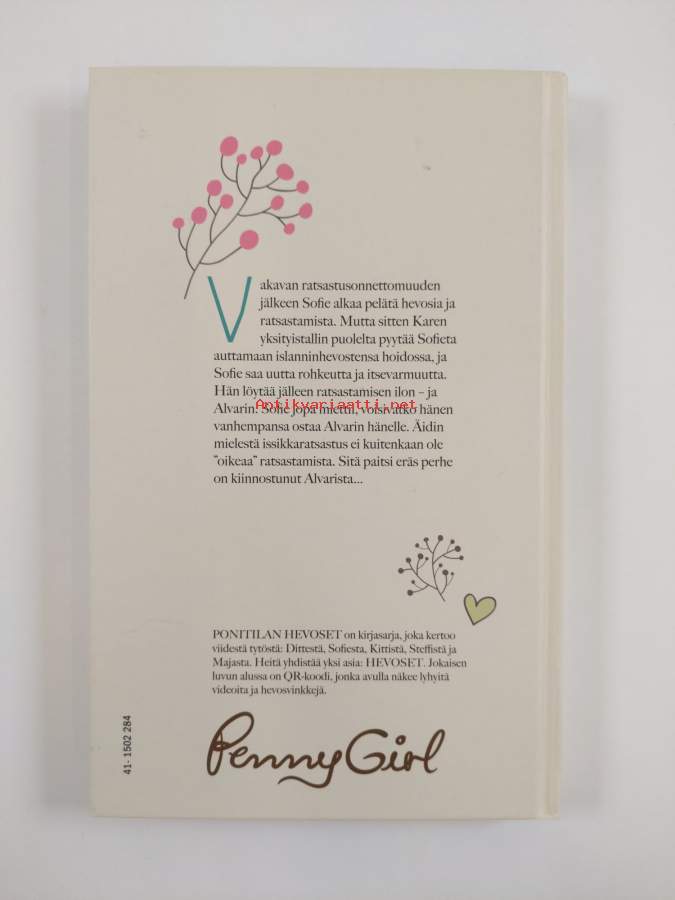 Vakavan ratsastusonnettomuuden
jälkeen Sofie alkaa pelätä hevosia ja
ratsastamista. Mutta sitten Karen
yksityistallin puolelta pyytää Sofieta
auttamaan islanninhevostensa hoidossa, ja
Sofie saa uutta rohkeutta ja itsevarmuutta.
Hän löytää jälleen ratsastamisen ilon – ja
Antikvariaatti.net
Alvarin. Sofie jopa miettii, voisivatko hänen
vanhempansa ostaa Alvarin hänelle. Äidin
mielestä issikkaratsastus ei kuitenkaan ole
"oikeaa" ratsastamista. Sitä paitsi eräs perhe
on kiinnostunut Alvarista...
PONITILAN HEVOSET on kirjasarja, joka kertoo
viidestä tytöstä: Dittestä, Sofiesta, Kittistä, Steffistä ja
Majasta. Heitä yhdistää yksi asia: HEVOSET. Jokaisen
luvun alussa on QR-koodi, jonka avulla näkee lyhyitä
videoita ja hevosvinkkejä.
41- 1502 284
PennyGirl